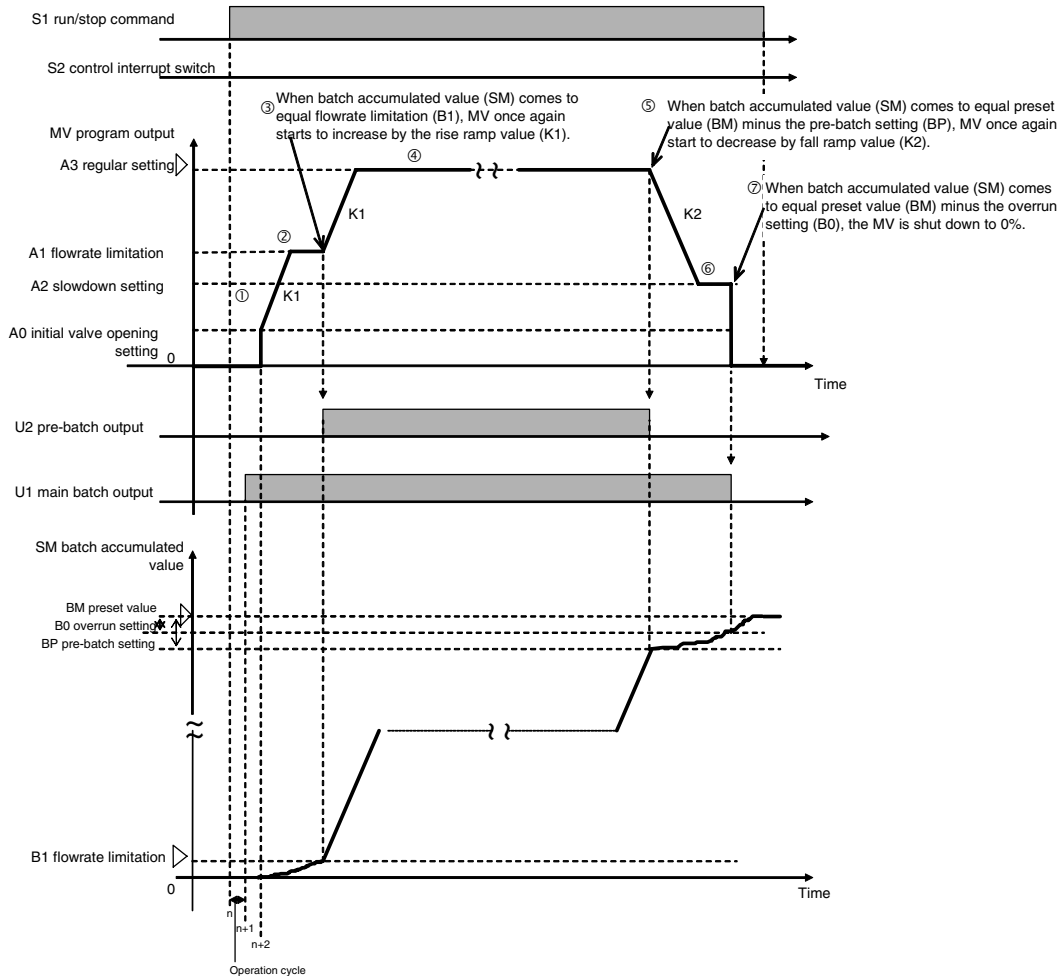 S1 run/stop command
S2 control interrupt switch
③ When batch accumulated value (SM) comes to
equal flowrate limitation (B1), MV once again
starts to increase by the rise ramp value (K1).
⑤ When batch accumulated value (SM) comes to equal preset
value (BM) minus the pre-batch setting (BP), MV once again
start to decrease by fall ramp value (K2).
MV program output
A3 regular setting
④
⑦ When batch accumulated value (SM) comes
to equal preset value (BM) minus the overrun
setting (B0), the MV is shut down to 0%.
K1
K2
②
A1 flowrate limitation
⑥
A2 slowdown setting
①
K1
A0 initial valve opening
setting
0
Time
U2 pre-batch output
U1 main batch output
SM batch accumulated
value
BM preset value
B0 overrun setting
BP pre-batch setting
B1 flowrate limitation
0
Time
n
n+1
n+2
Operation cycle